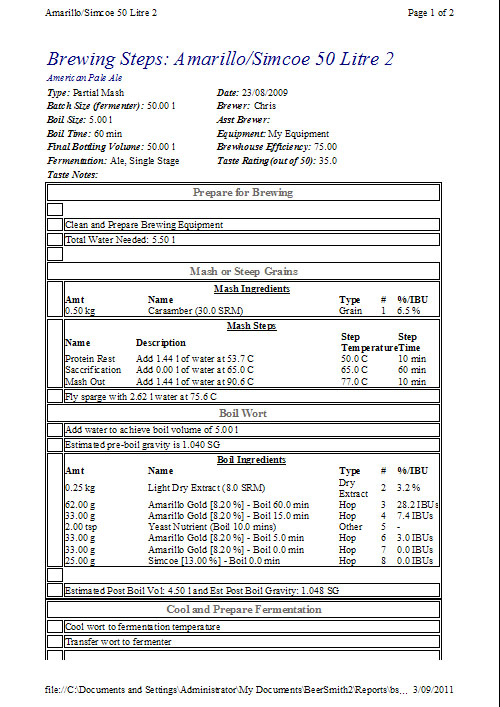 Amarillo/Simcoe 50 Litre 2 Page 1 of 2
Brewing Steps: Amarillo/Simcoe 50 Litre 2
American Pale Ale
Type: Partial Mash Date: 23/08/2009
Batch Size (fermenter): 50.00 l Brewer: Chris
Boil Size: 5.00 l Asst Brewer:
Boil Time: 60 min Equipment: My Equipment
Final Bottling Volume: 50.00 l Brewhouse Efficiency: 75.00
Fermentation: Ale, Single Stage Taste Rating(out of 50): 35.0
Taste Notes:
Prepare for Brewing
Clean and Prepare Brewing Equipment
Total Water Needed: 5.50 l
Mash or Steep Grains
Mash Ingredients
Amt Name Type # %/IBU
0.50 kg Caraamber (30.0 SRM) Grain 1 6.5 %
Mash Steps
Name Description Step Temperature Step Time
Protein Rest Add 1.44 l of water at 53.7 C 50.0 C 10 min
Saccrification Add 0.00 l of water at 65.0 C 65.0 C 60 min
Mash Out Add 1.44 l of water at 90.6 C 77.0 C 10 min
Fly sparge with 2.62 l water at 75.6 C
Boil Wort
Add water to achieve boil volume of 5.00 l
Estimated pre-boil gravity is 1.040 SG
Boil Ingredients
Amt Name Type # %/IBU
0.25 kg Light Dry Extract (8.0 SRM) Dry Extract 2 3.2 %
62.00 g Amarillo Gold [8.20 %] - Boil 60.0 min Hop 3 28.2 IBUs
33.00 g Amarillo Gold [8.20 %] - Boil 15.0 min Hop 4 7.4 IBUs
2.00 tsp Yeast Nutrient (Boil 10.0 mins) Other 5 -
33.00 g Amarillo Gold [8.20 %] - Boil 5.0 min Hop 6 3.0 IBUs
33.00 g Amarillo Gold [8.20 %] - Boil 0.0 min Hop 7 0.0 IBUs
25.00 g Simcoe [13.00 %] - Boil 0.0 min Hop 8 0.0 IBUs
Estimated Post Boil Vol: 4.50 l and Est Post Boil Gravity: 1.048 SG
Cool and Prepare Fermentation
Cool wort to fermentation temperature
Transfer wort to fermenter
file://C:\Documents and Settings\Administrator\My Documents\BeerSmith2\Reports\bs... 3/09/2011